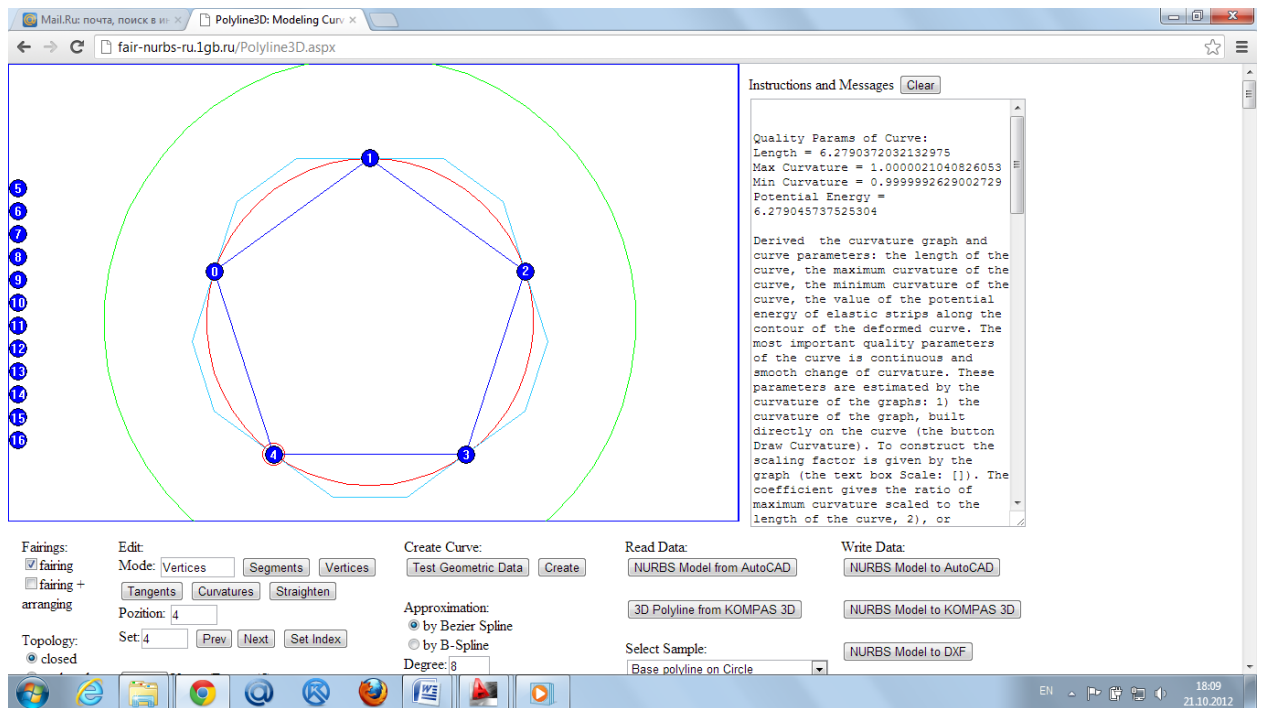 Mail.Ru: почта, поиск в ин
Polyline3D: Modeling Curv
fair-nurbs-ru.1gb.ru/Polyline3D.aspx
Instructions and Messages Clear
Quality Params of Curve:
Length = 6.2790372032132975
Max Curvature = 1.0000021040826053
Min Curvature = 0.9999992629002729
Potential Energy =
6.279045737525304
Derived the curvature graph and
curve parameters: the length of the
curve, the maximum curvature of the
curve, the minimum curvature of the
curve, the value of the potential
energy of elastic strips along the
contour of the deformed curve. The
most important quality parameters
of the curve is continuous and
smooth change of curvature. These
parameters are estimated by the
curvature of the graphs: 1) the
curvature of the graph, built
directly on the curve (the button
Draw Curvature). To construct the
scaling factor is given by the
graph (the text box Scale: []). The
coefficient gives the ratio of
maximum curvature scaled to the
length of the curve, 2), or
1
0
2
4
3
5
6
7
8
9
10
11
12
13
14
15
16
Fairings:
fairing
fairing +
arranging
Topology:
closed
Edit:
Mode: Vertices Segments Vertices
Tangents Curvatures Straighten
Pozition: 4
Set: 4 Prev Next Set Index
Create Curve:
Test Geometric Data Create
Approximation:
by Bezier Spline
by B-Spline
Degree: 8
Read Data:
NURBS Model from AutoCAD
3D Polyline from KOMPAS 3D
Select Sample:
Base polyline on Circle
Write Data:
NURBS Model to AutoCAD
NURBS Model to KOMPAS 3D
NURBS Model to DXF
EN
18:09
21.10.2012